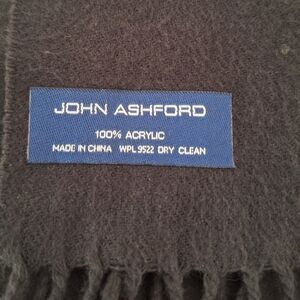 JOHN ASHFORD
100% ACRYLIC
MADE IN CHINA WPL 9522 DRY CLEAN